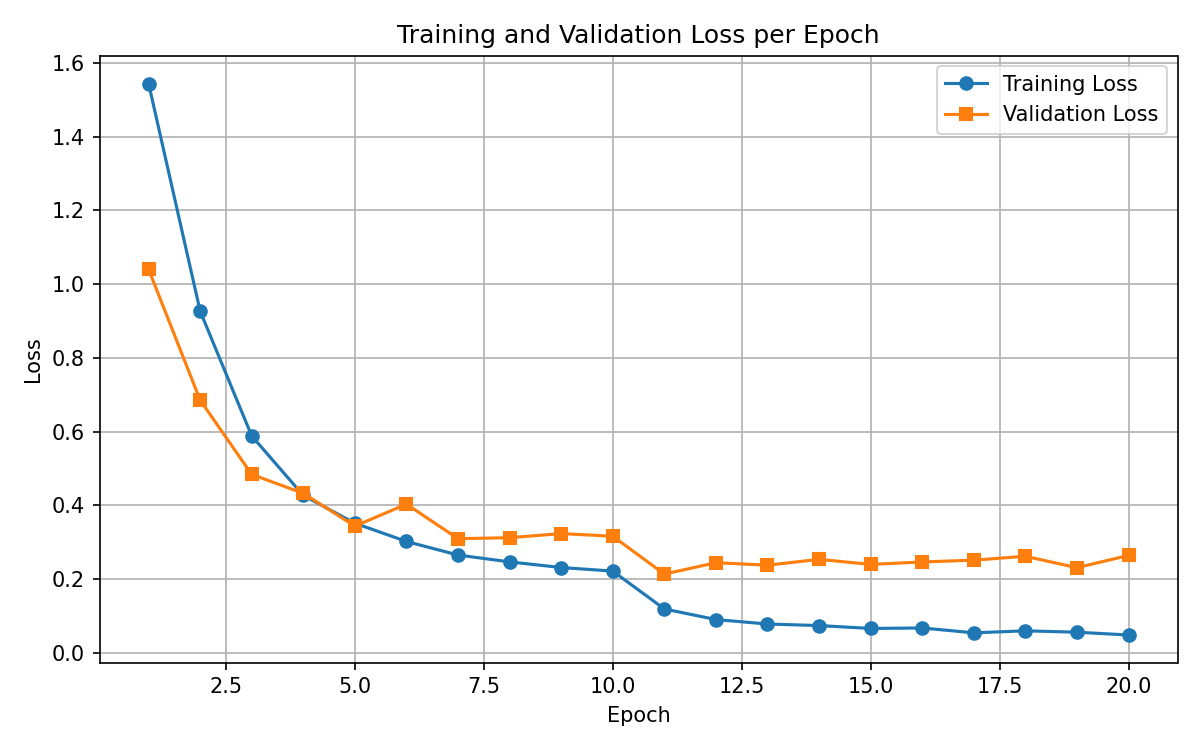 Training and Validation Loss per Epoch
Training Loss
Validation Loss
Loss
1.6
1.4
1.2
1.0
0.8
0.6
0.4
0.2
0.0
2.5 5.0 7.5 10.0 12.5 15.0 17.5 20.0
Epoch